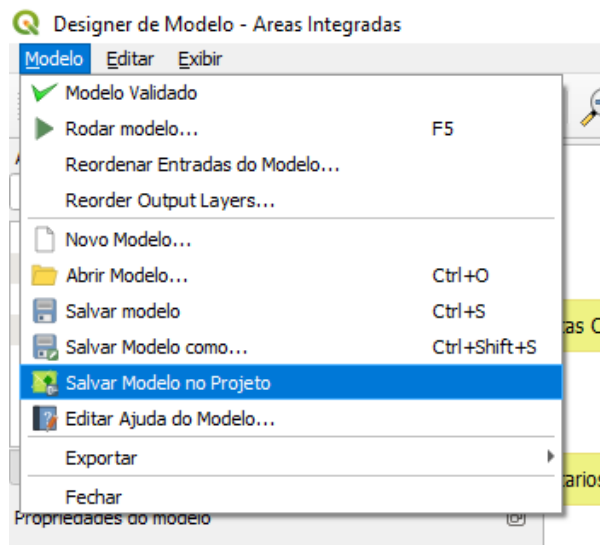 Designer de Modelo - Areas Integradas
Modelo Editar Exibir
Modelo Validado
Rodar modelo... F5
Reordenar Entradas do Modelo...
Reorder Output Layers...
Novo Modelo...
Abrir Modelo... Ctrl+O
Salvar modelo Ctrl+S
Salvar Modelo como... Ctrl+Shift+S
Salvar Modelo no Projeto
Editar Ajuda do Modelo...
Exportar
Fechar
Propriedades do modelo